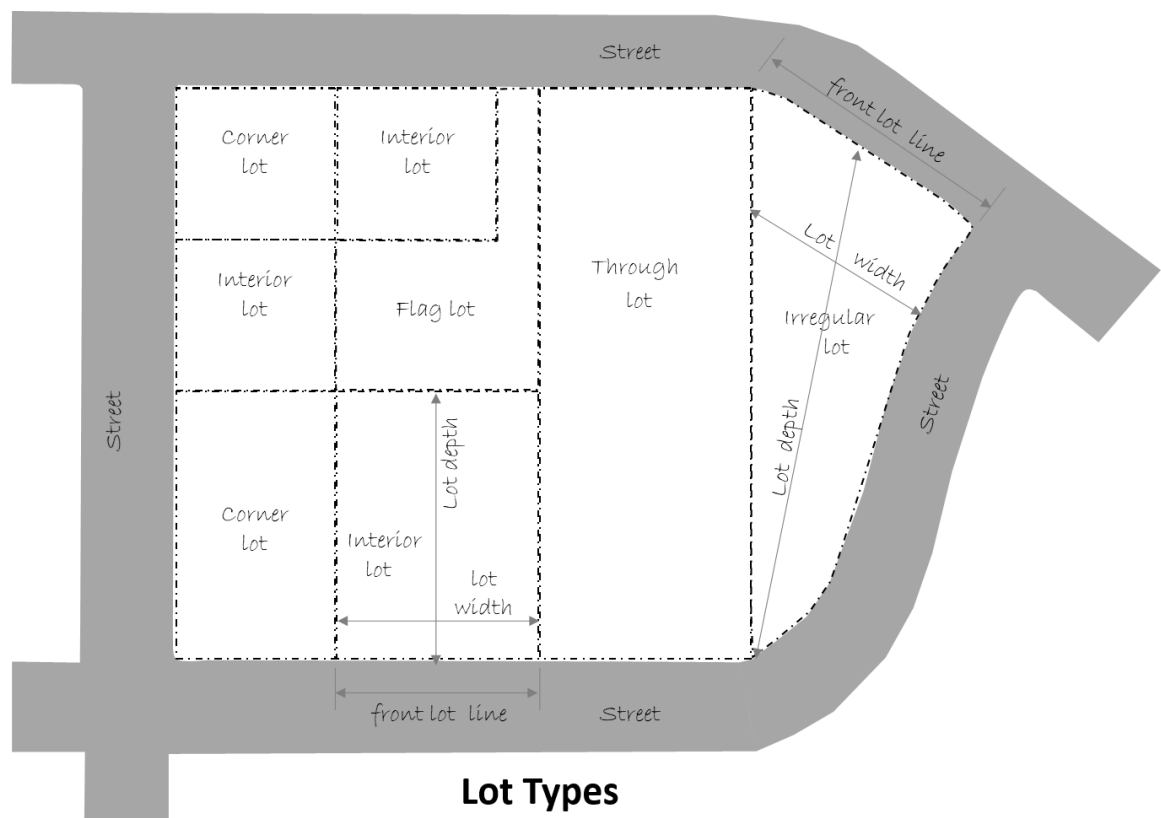 Street
front lot line
Corner
lot
Interior
lot
Lot width
Interior
lot
Flag lot
Through
lot
Irregular
lot
Street
Street
Lot depth
Lot depth
Corner
lot
Interior
lot
lot
width
front lot line
Street
Lot Types